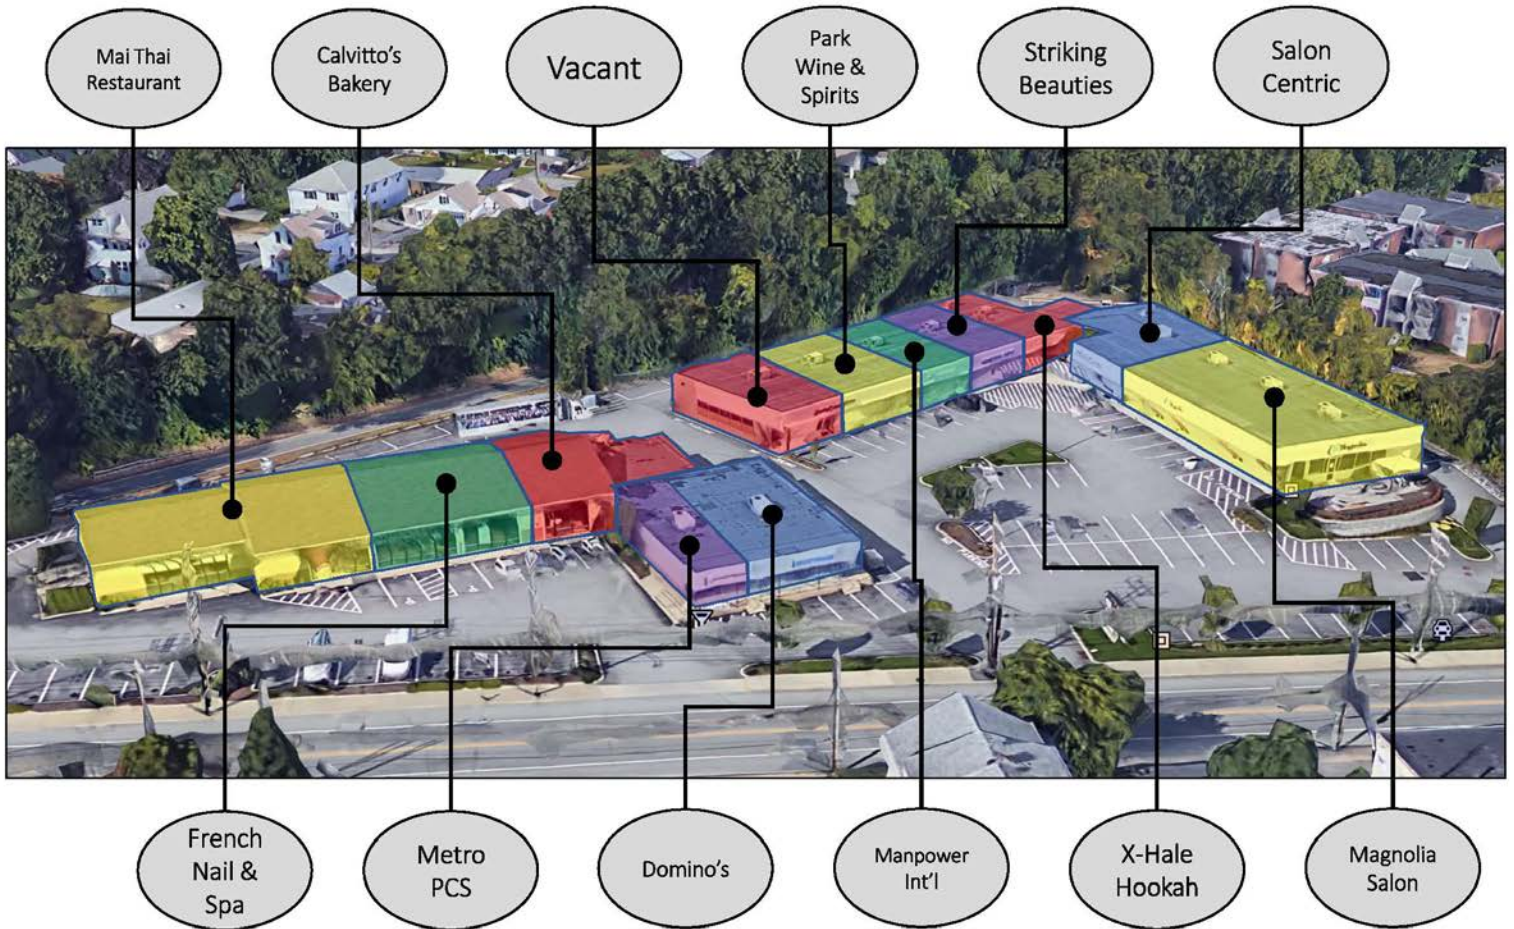 Mai Thai
Restaurant
Calvitto's
Bakery
Vacant
Park
Wine &
Spirits
Striking
Beauties
Salon
Centric
French
Nail &
Spa
Metro
PCS
Domino's
Manpower
Int'l
X-Hale
Hookah
Magnolia
Salon